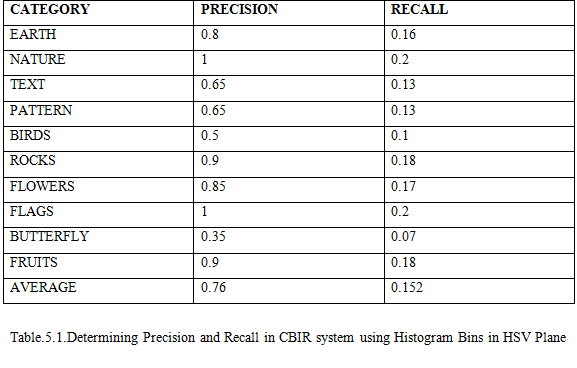 CATEGORY PRECISION RECALL
EARTH 0.8 0.16
NATURE 1 0.2
TEXT 0.65 0.13
PATTERN 0.65 0.13
BIRDS 0.5 0.1
ROCKS 0.9 0.18
FLOWERS 0.85 0.17
FLAGS 1 0.2
BUTTERFLY 0.35 0.07
FRUITS 0.9 0.18
AVERAGE 0.76 0.152
Table.5.1.Determining Precision and Recall in CBIR system using Histogram Bins in HSV Plane